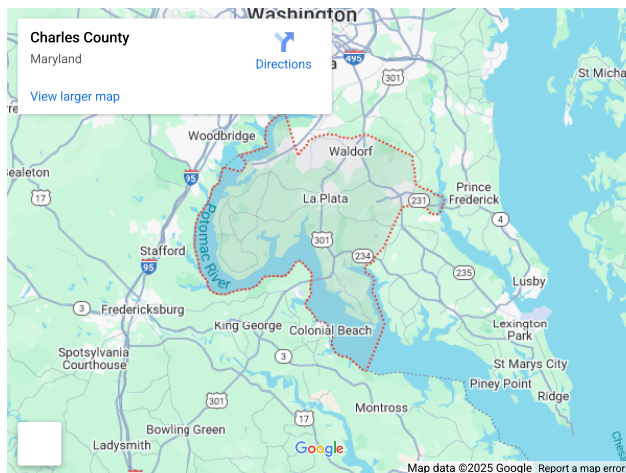 Washington
Charles County
Maryland
Directions
View larger map
495
301
St Micha
Woodbridge
Waldorf
95
17
La Plata
231
Prince
Frederick
4
Potomac River
301
234
Stafford
95
235
Lusby
3
Fredericksburg
King George
Colonial Beach
Lexington
Park
Spotsylvania
Courthouse
3
St Marys City
Piney Point
Ridge
301
17
Montross
Bowling Green
Ladysmith
Google
Map data ©2025 Google
Report a map error